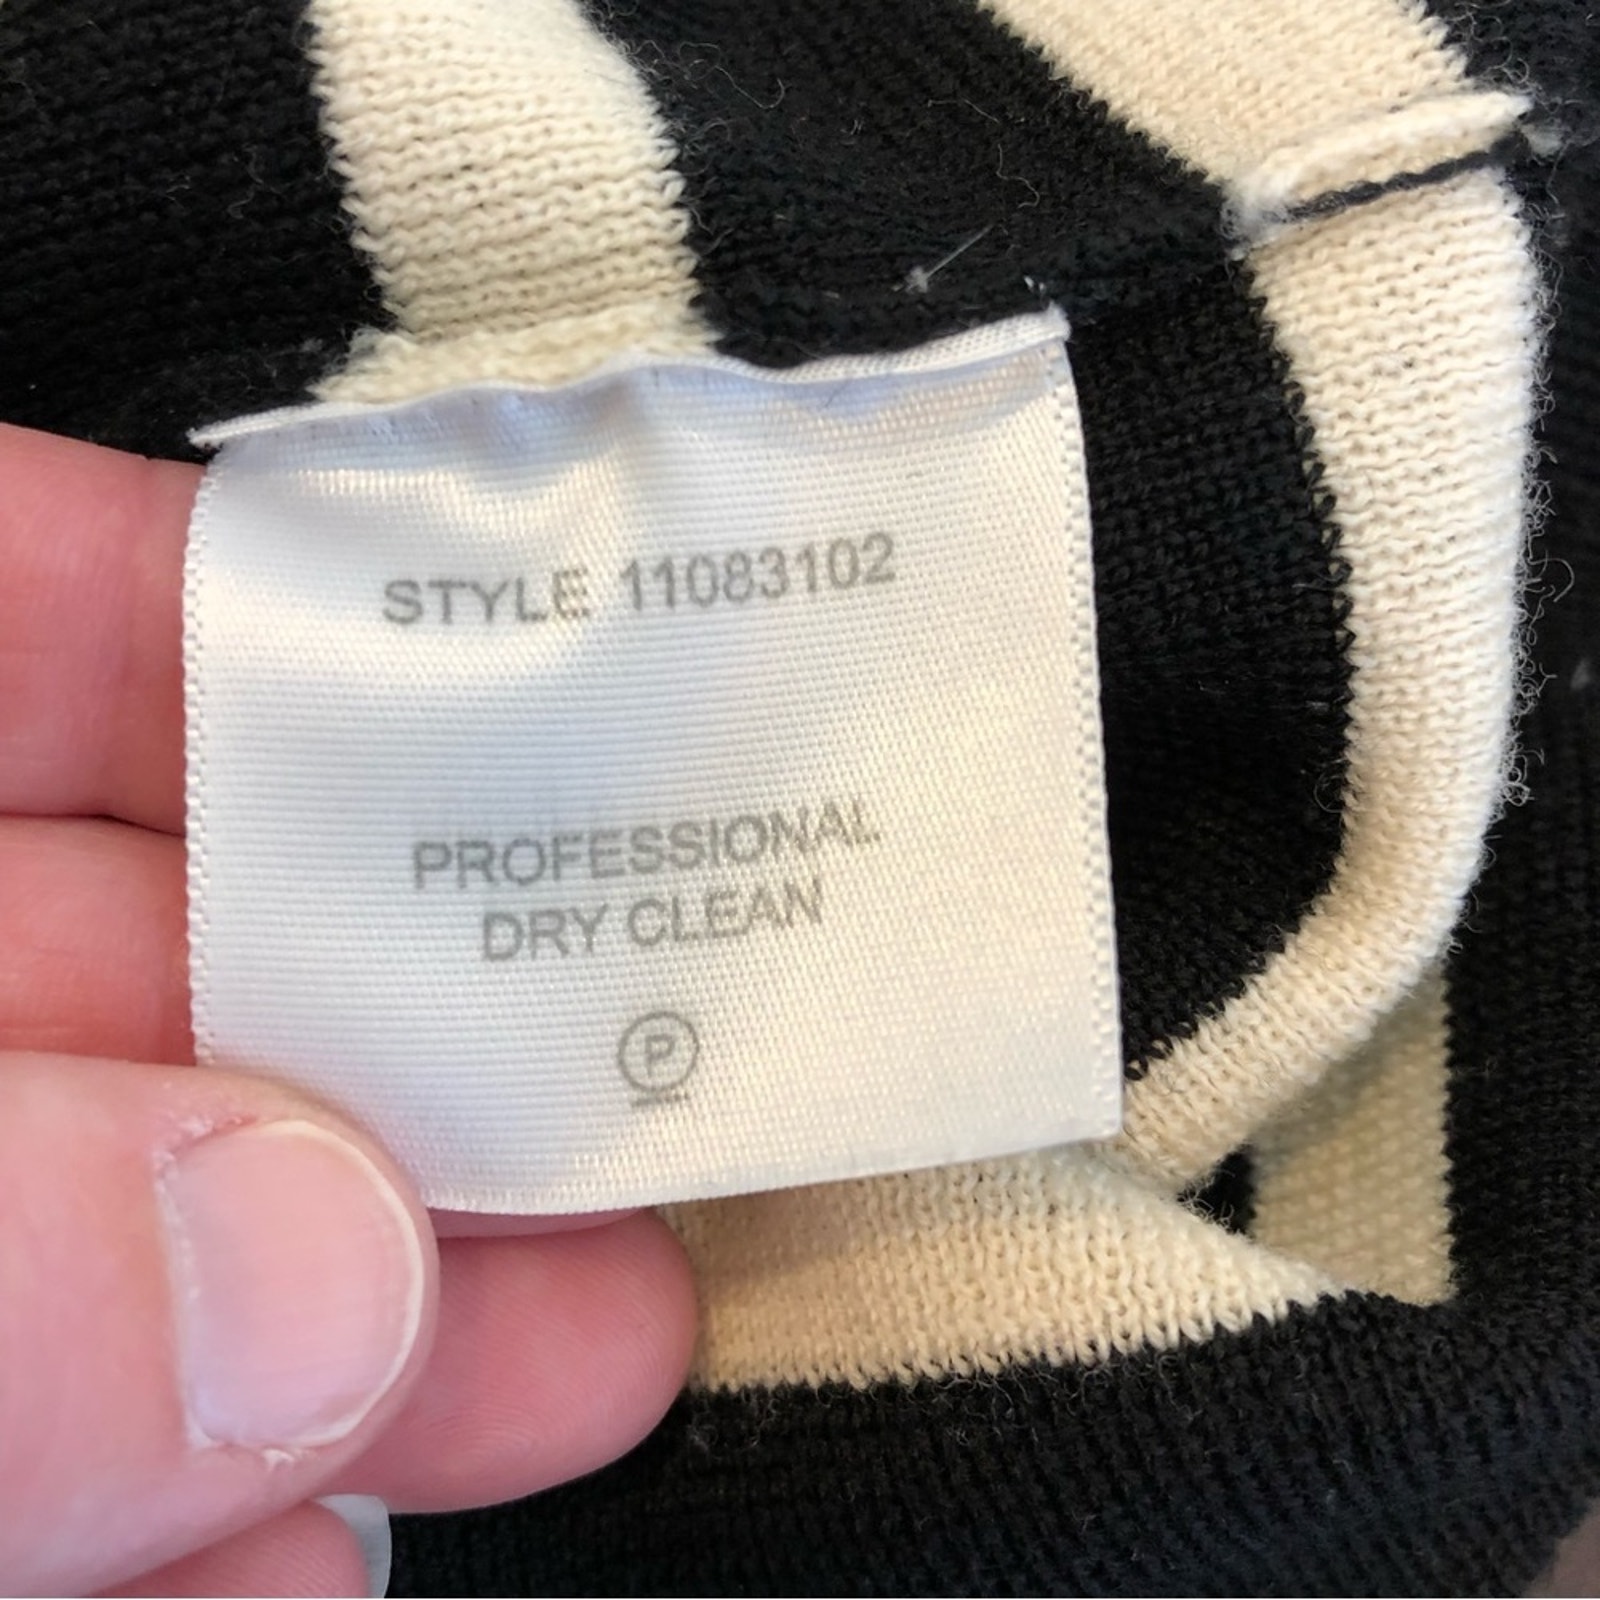 STYLE 11083102
PROFESSIONAL
DRY CLEAN
P